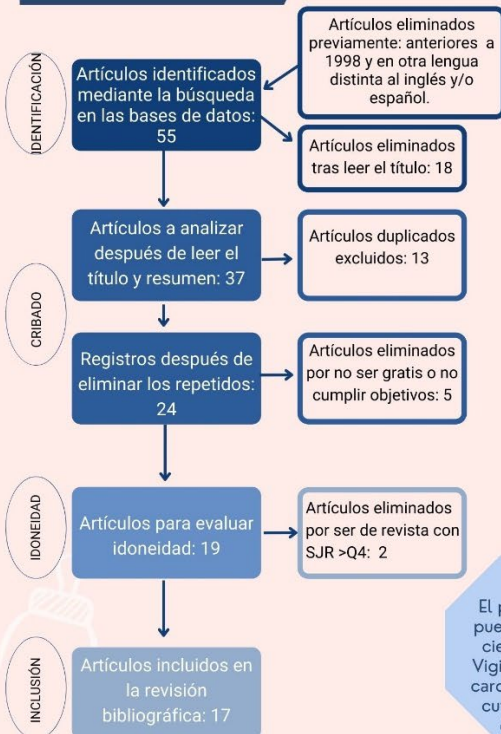 IDENTIFICACIÓN
Artículos identificados
mediante la búsqueda
en las bases de datos:
55
Artículos eliminados
previamente: anteriores a
1998 y en otra lengua
distinta al inglés y/o
español.
Artículos eliminados
tras leer el título: 18
CRIBADO
Artículos a analizar
después de leer el
título y resumen: 37
Artículos duplicados
excluidos: 13
Registros después de
eliminar los repetidos:
24
Artículos eliminados
por no ser gratis o no
cumplir objetivos: 5
IDONEIDAD
Artículos para evaluar
idoneidad: 19
Artículos eliminados
por ser de revista con
SJR >Q4: 2
INCLUSIÓN
Artículos incluidos en
la revisión
bibliográfica: 17
El
Vigi